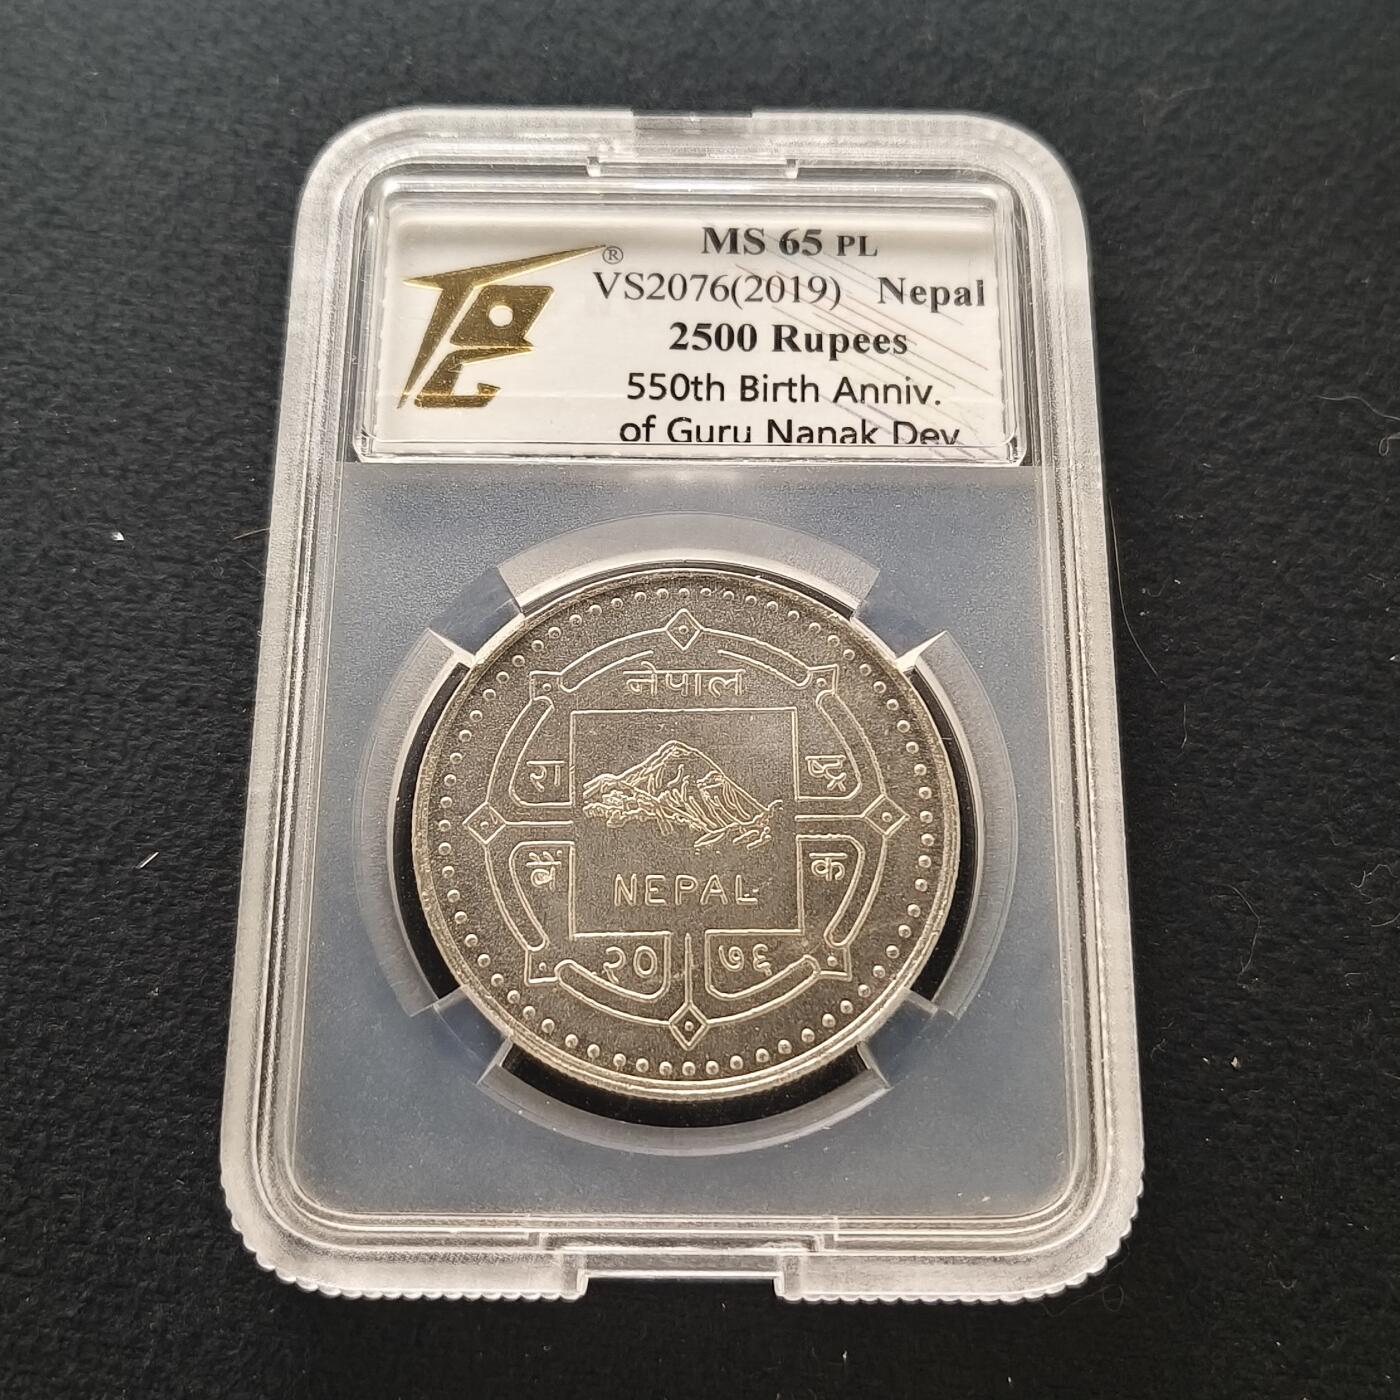 ®
MS 65 PL
VS2076(2019) Nepal
2500 Rupees
550th Birth Anniv.
of Guru Nanak Dev
नेपाल
रा ष्ट्र
बैं क
NEPAL
२० ७६